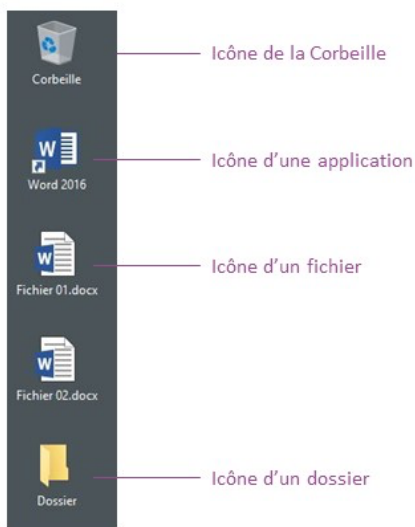 Corbeille
Icône de la Corbeille
W
Word 2016
Icône d'une application
W
Fichier 01.docx
Icône d'un fichier
W
Fichier 02.docx
Dossier
Icône d'un dossier